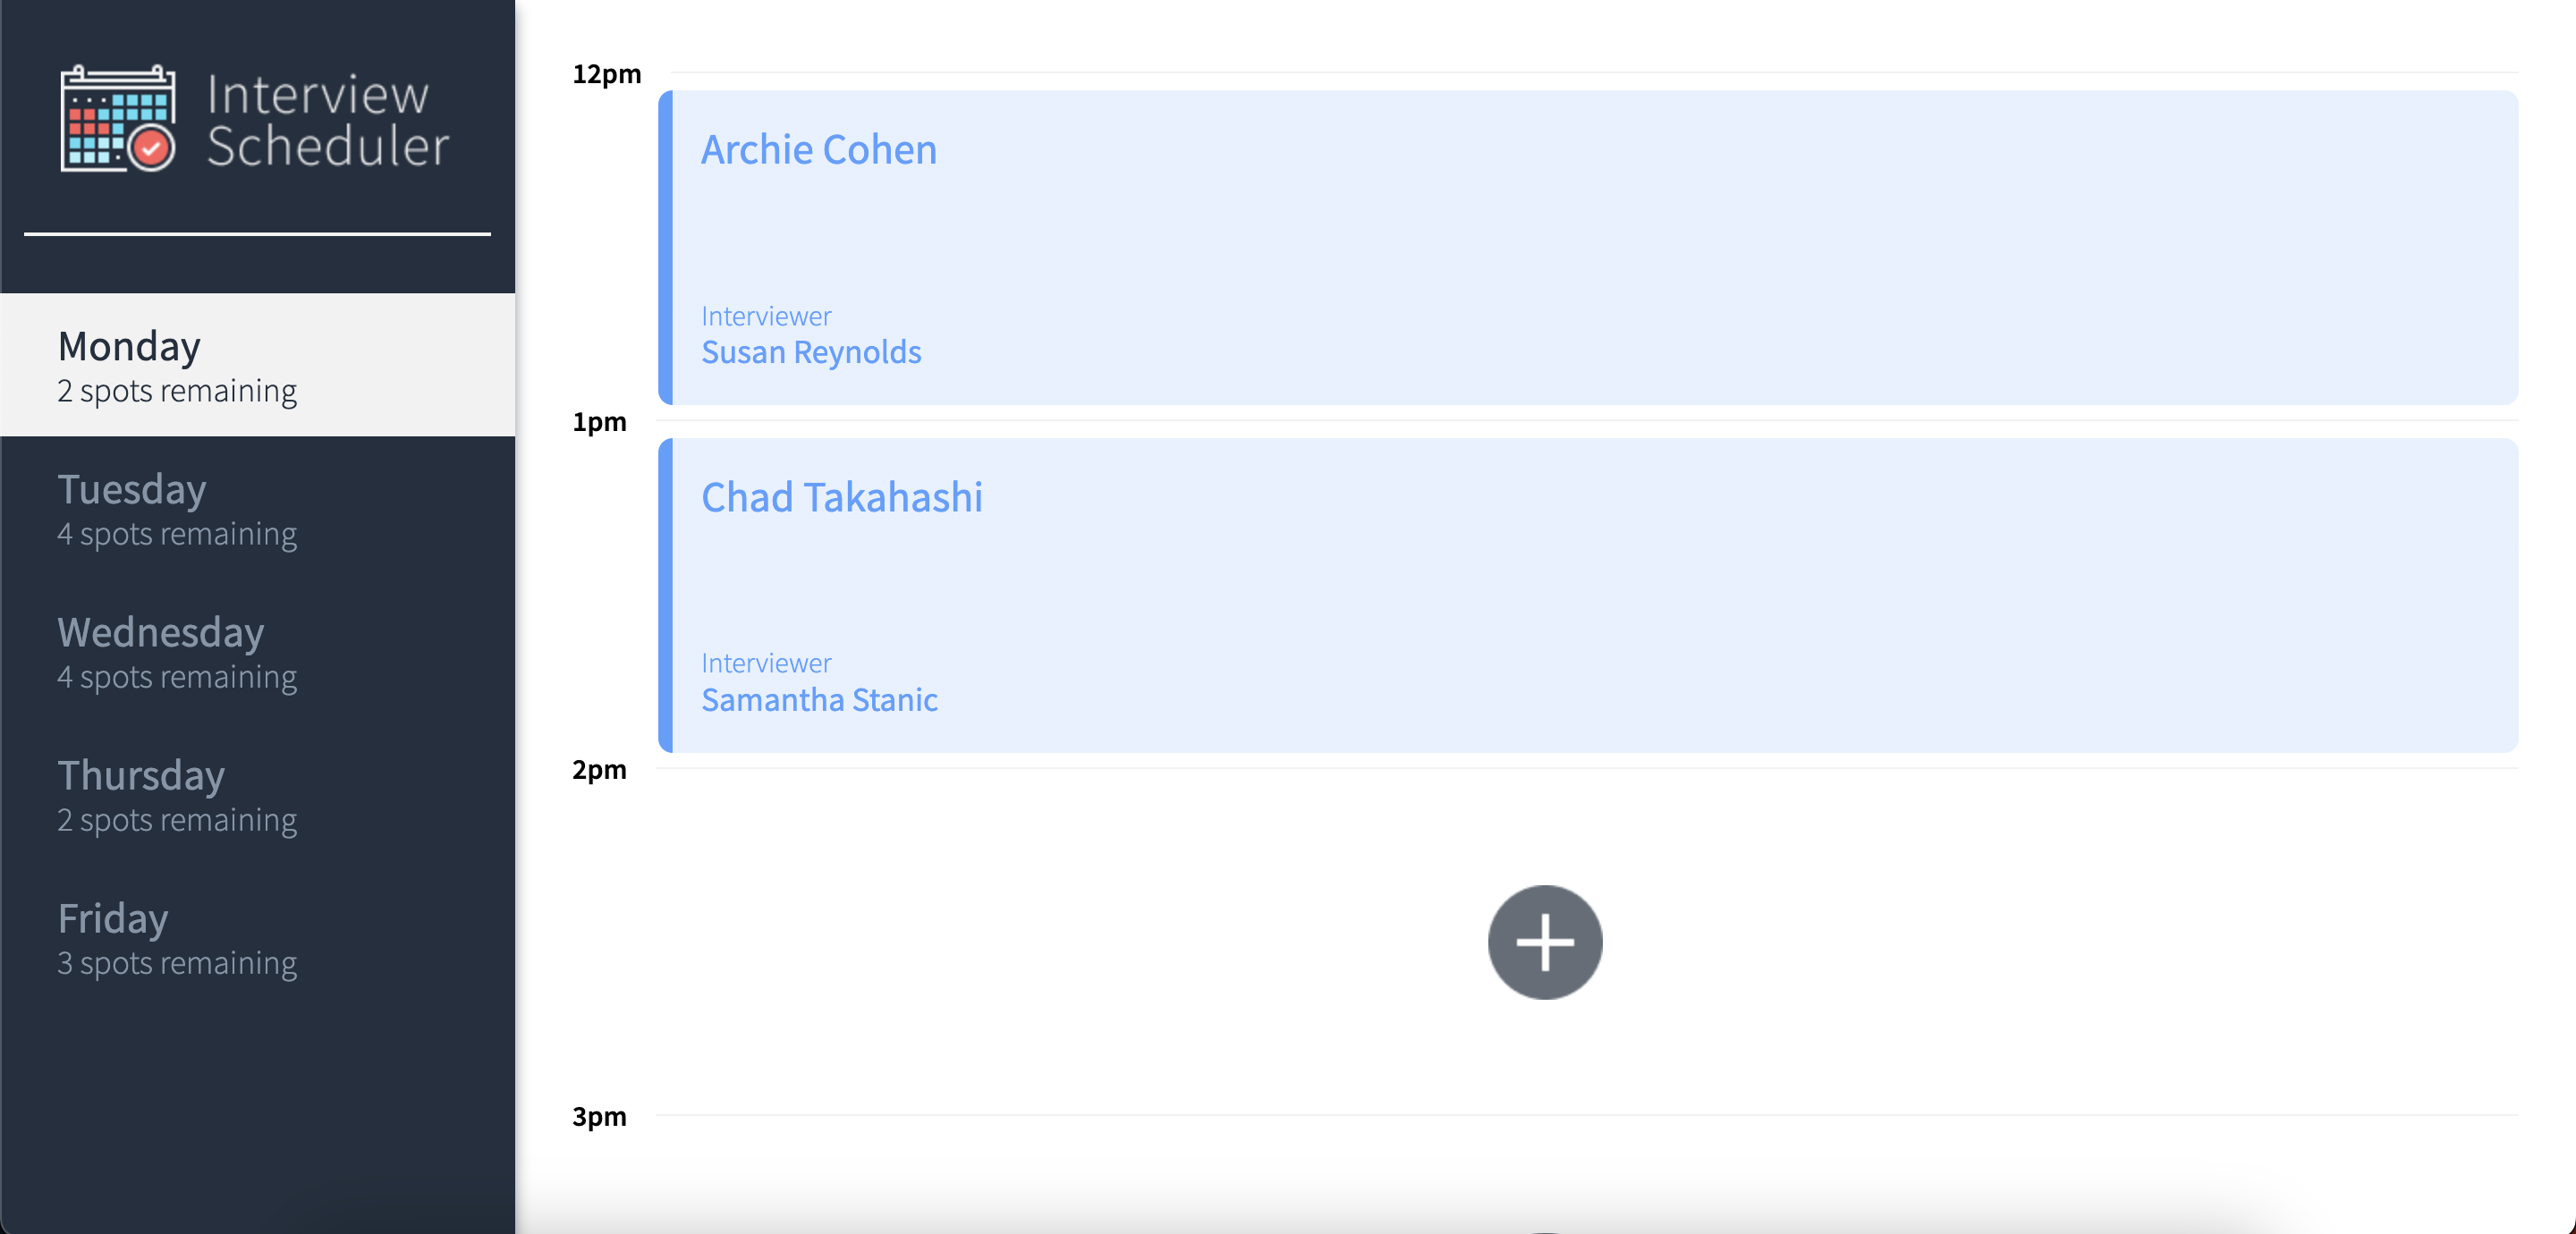 Interview
Scheduler
Monday
2 spots remaining
Tuesday
4 spots remaining
Wednesday
4 spots remaining
Thursday
2 spots remaining
Friday
3 spots remaining
12pm
Archie Cohen
Interviewer
Susan Reynolds
1pm
Chad Takahashi
Interviewer
Samantha Stanic
2pm
3pm